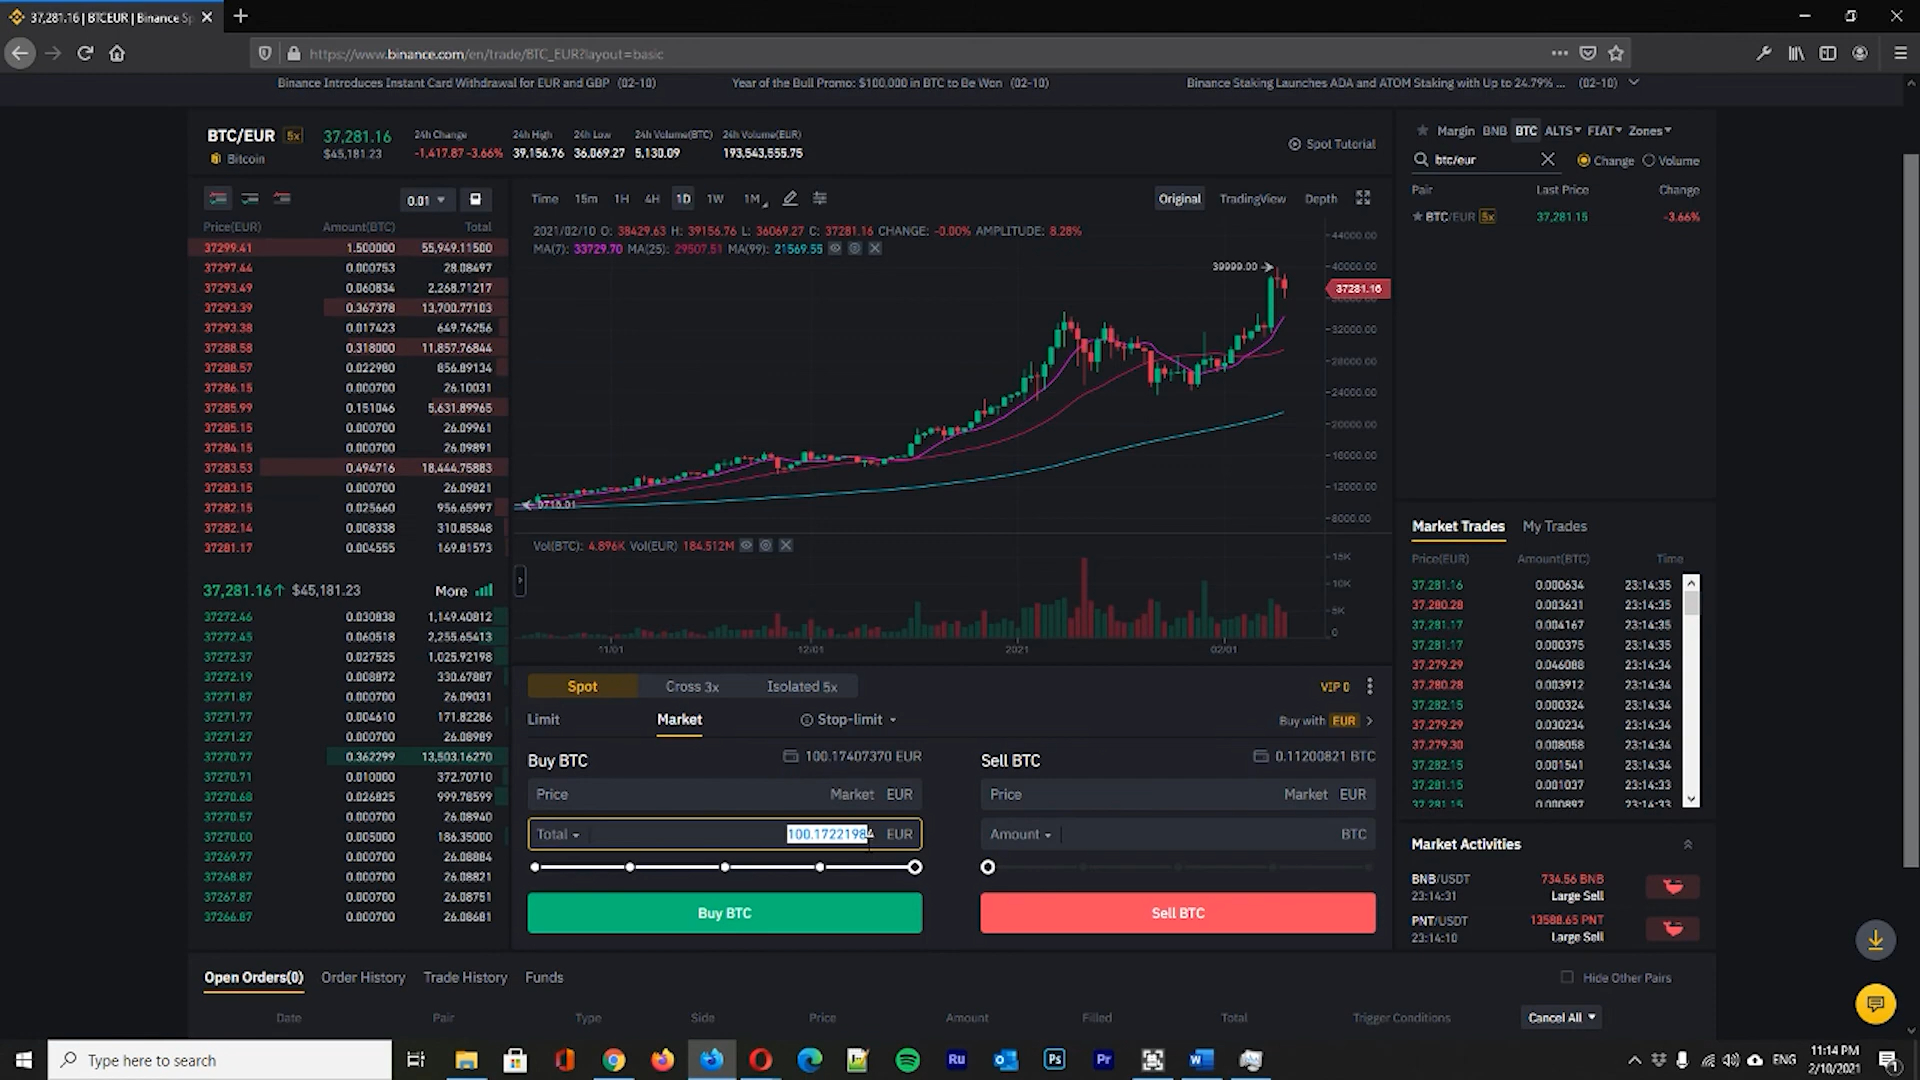 37,281.16 | BTCEUR | Binance Sp
https://www.binance.com/en/trade/BTC_EUR?layout=basic
Binance Introduces Instant Card Withdrawal for EUR and GBP (02-10)
Year of the Bull Promo: $100,000 in BTC to Be Won (02-10)
Binance Staking Launches ADA and ATOM Staking with Up to 24.79% ... (02-10)
BTC/EUR 5x
Bitcoin
37,281.16
$45,181.23
24h Change
-1,417.87 -3.66%
24h High
39,156.76
24h Low
36,069.27
24h Volume(BTC)
5,130.09
24h Volume(EUR)
193,543,555.75
Spot Tutorial
0.01
Price(EUR) Amount(BTC) Total
37299.41 1.500000 55,949.11500
37297.44 0.000753 28.08497
37293.49 0.060834 2,268.71217
37293.39 0.367378 13,700.77103
37293.38 0.017423 649.76256
37288.58 0.318000 11,857.76844
37288.57 0.022980 856.89134
37286.15 0.000700 26.10031
37285.99 0.151046 5,631.89965
37285.15 0.000700 26.09961
37284.15 0.000700 26.09891
37283.53 0.494716 18,444.75883
37283.15 0.000700 26.09821
37282.15 0.025660 956.65997
37282.14 0.008338 310.85848
37281.17 0.004555 169.81573
37,281.16↑ $45,181.23 More
37272.46 0.030838 1,149.40812
37272.45 0.060518 2,255.65413
37272.37 0.027525 1,025.92198
37272.19 0.008872 330.67887
37271.87 0.000700 26.09031
37271.77 0.004610 171.82286
37271.27 0.000700 26.08989
37270.77 0.362299 13,503.16270
37270.71 0.010000 372.70710
37270.68 0.026825 999.78599
37270.57 0.000700 26.08940
37270.00 0.005000 186.35000
37269.77 0.000700 26.08884
37268.87 0.000700 26.08821
37267.87 0.000700 26.08751
37266.87 0.000700 26.08681
Time 15m 1H 4H 1D 1W 1M
Original TradingView Depth
2021/02/10 O: 38429.63 H: 39156.76 L: 36069.27 C: 37281.16 CHANGE: -0.00% AMPLITUDE: 8.28%
MA(7): 33729.70 MA(25): 29507.51 MA(99): 21569.55
44000.00
40000.00
39999.00
37281.16
32000.00
28000.00
24000.00
20000.00
16000.00
12000.00
8000.00
Vol(BTC): 4.896K Vol(EUR) 184.512M
15K
10K
5K
0
11/01 12/01 2021 02/01
Spot Cross 3x Isolated 5x
VIP 0
Limit Market Stop-limit
Buy with EUR
Buy BTC 100.17407370 EUR
Price Market EUR
Total 100.17221984 EUR
Buy BTC
Sell BTC 0.11200821 BTC
Price Market EUR
Amount BTC
Sell BTC
Margin BNB BTC ALTS FIAT Zones
btc/eur
Change Volume
Pair Last Price Change
BTC/EUR 5x 37,281.15 -3.66%
Market Trades My Trades
Price(EUR) Amount(BTC) Time
37,281.16 0.000634 23:14:35
37,280.28 0.003631 23:14:35
37,281.17 0.004167 23:14:35
37,281.17 0.000375 23:14:35
37,279.29 0.046088 23:14:34
37,280.28 0.003912 23:14:34
37,282.15 0.000324 23:14:34
37,279.29 0.030234 23:14:34
37,279.30 0.008058 23:14:34
37,282.15 0.001541 23:14:34
37,281.15 0.001037 23:14:33
37,281.15 0.000897 23:14:33
Market Activities
BNB/USDT 734.56 BNB
23:14:31 Large Sell
PNT/USDT 13588.65 PNT
23:14:10 Large Sell
Open Orders(0) Order History Trade History Funds
Hide Other Pairs
Date Pair Type Side Price Amount Filled Total Trigger Conditions Cancel All
Type here to search
Ru
Ps
Pr
ENG
11:14 PM
2/10/2021